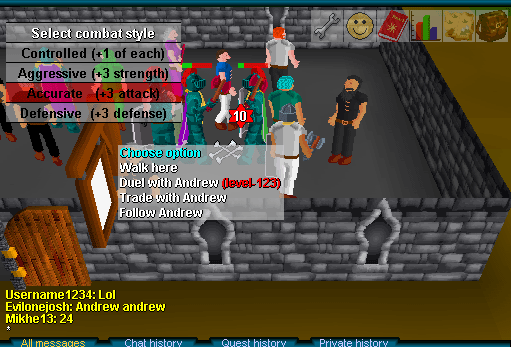 Select combat style
Controlled (+1 of each)
Aggressive (+3 strength)
Accurate (+3 attack)
Defensive (+3 defense)
10
Choose option
Walk here
Duel with Andrew (level-123)
Trade with Andrew
Follow Andrew
Username1234: Lol
Evilonejosh: Andrew andrew
Mikhe13: 24
*
All messages Chat history Quest history Private history